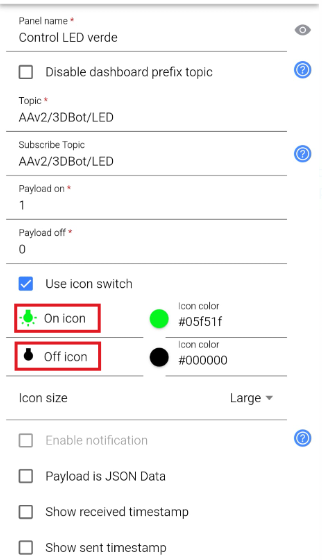 Panel name *
Control LED verde
Disable dashboard prefix topic
Topic *
AAv2/3DBot/LED
Subscribe Topic
AAv2/3DBot/LED
Payload on *
1
Payload off *
0
Use icon switch
On icon
Icon color
#05f51f
Off icon
Icon color
#000000
Icon size
Large
Enable notification
Payload is JSON Data
Show received timestamp
Show sent timestamp